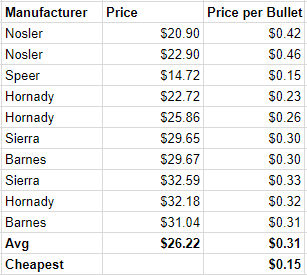 Manufacturer Price Price per Bullet
Nosler $20.90 $0.42
Nosler $22.90 $0.46
Speer $14.72 $0.15
Hornady $22.72 $0.23
Hornady $25.86 $0.26
Sierra $29.65 $0.30
Barnes $29.67 $0.30
Sierra $32.59 $0.33
Hornady $32.18 $0.32
Barnes $31.04 $0.31
Avg $26.22 $0.31
Cheapest $0.15